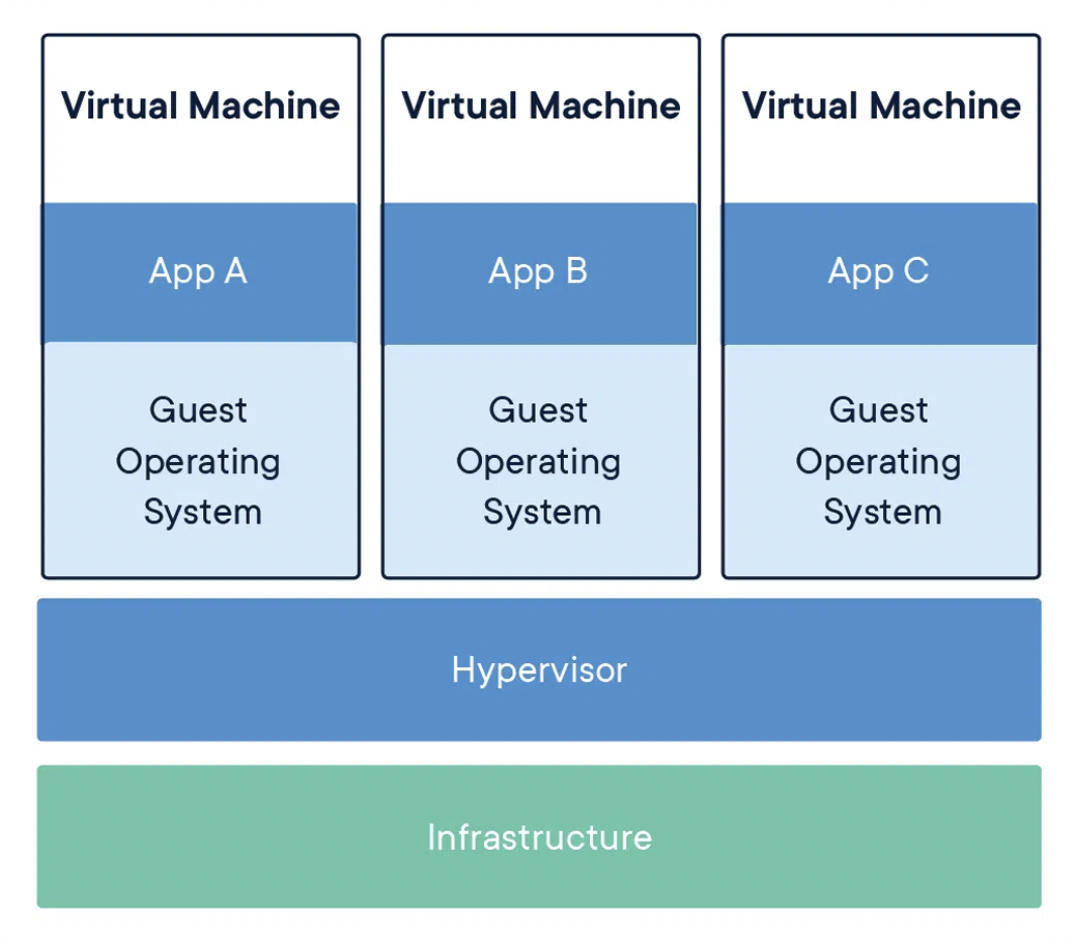 Virtual Machine
Virtual Machine
Virtual Machine
App A
App B
App C
Guest
Operating
System
Guest
Operating
System
Guest
Operating
System
Hypervisor
Infrastructure